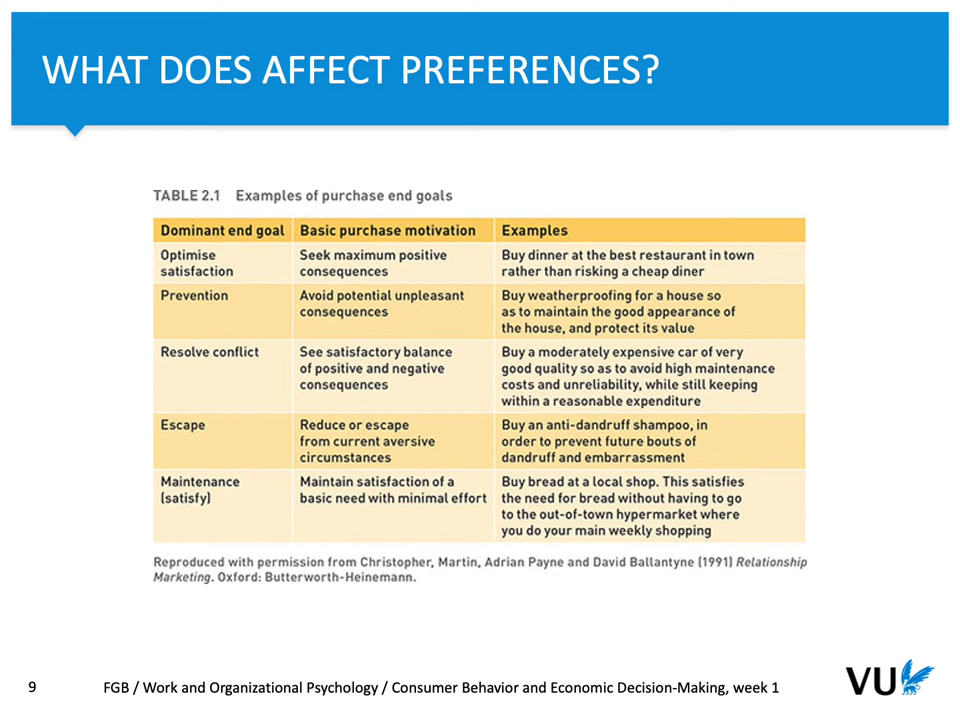 WHAT DOES AFFECT PREFERENCES?
TABLE 2.1 Examples of purchase end goals
Dominant end goal Basic purchase motivation Examples
Optimise
satisfaction
Seek maximum positive
consequences
Buy dinner at the best restaurant in town
rather than risking a cheap diner
Prevention
Avoid potential unpleasant
consequences
Buy weatherproofing for a house so
as to maintain the good appearance of
the house, and protect its value
Resolve conflict
See satisfactory balance
of positive and negative
consequences
Buy a moderately expensive car of very
good quality so as to avoid high maintenance
costs and unreliability, while still keeping
within a reasonable expenditure
Escape
Reduce or escape
from current aversive
circumstances
Buy an anti-dandruff shampoo, in
order to prevent future bouts of
dandruff and embarrassment
Maintenance
(satisfy)
Maintain satisfaction of a
basic need with minimal effort
Buy bread at a local shop. This satisfies
the need for bread without having to go
to the out-of-town hypermarket where
you do your main weekly shopping
Reproduced with permission from Christopher, Martin, Adrian Payne and David Ballantyne (1991) Relationship
Marketing. Oxford: Butterworth-Heinemann.
9 FGB / Work and Organizational Psychology / Consumer Behavior and Economic Decision-Making, week 1
VU